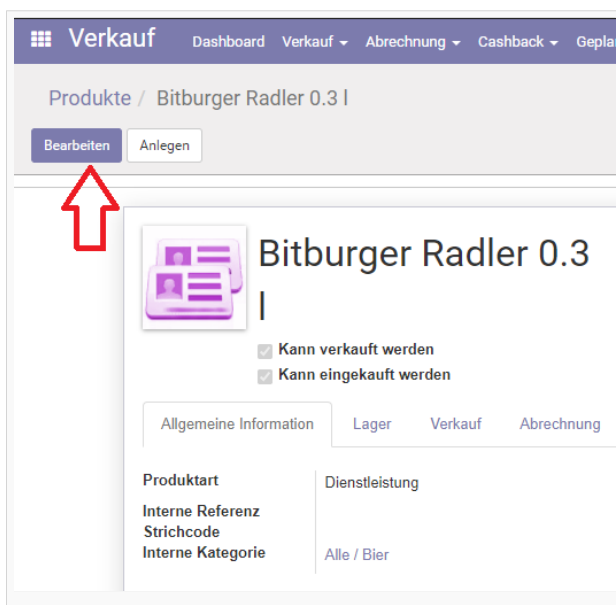 Verkauf Dashboard Verkauf Abrechnung Cashback Gepla
Produkte / Bitburger Radler 0.3 l
Bearbeiten Anlegen
Bitburger Radler 0.3
l
Kann verkauft werden
Kann eingekauft werden
Allgemeine Information Lager Verkauf Abrechnung
Produktart Dienstleistung
Interne Referenz
Strichcode
Interne Kategorie Alle / Bier